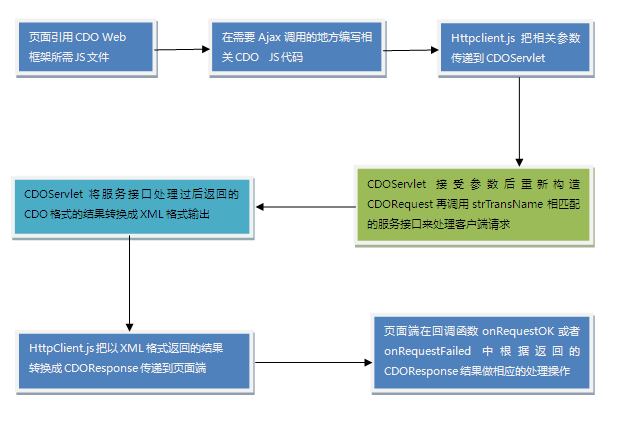 页面引用 CDO Web
框架所需 JS 文件
在需要 Ajax 调用的地方编写相
关 CDO JS 代码
Httpclient.js 把相关参数
传递到 CDOServlet
CDOServlet 接受参数后重新构造
CDORequest 再调用 strTransName 相匹配
的服务接口来处理客户端请求
CDOServlet 将服务接口处理过后返回的
CDO 格式的结果转换成 XML 格式输出
HttpClient.js 把以 XML 格式返回的结果
转换成 CDOResponse 传递到页面端
页面端在回调函数 onRequestOK 或者
onRequestFailed 中根据返回的
CDOResponse 结果做相应的处理操作